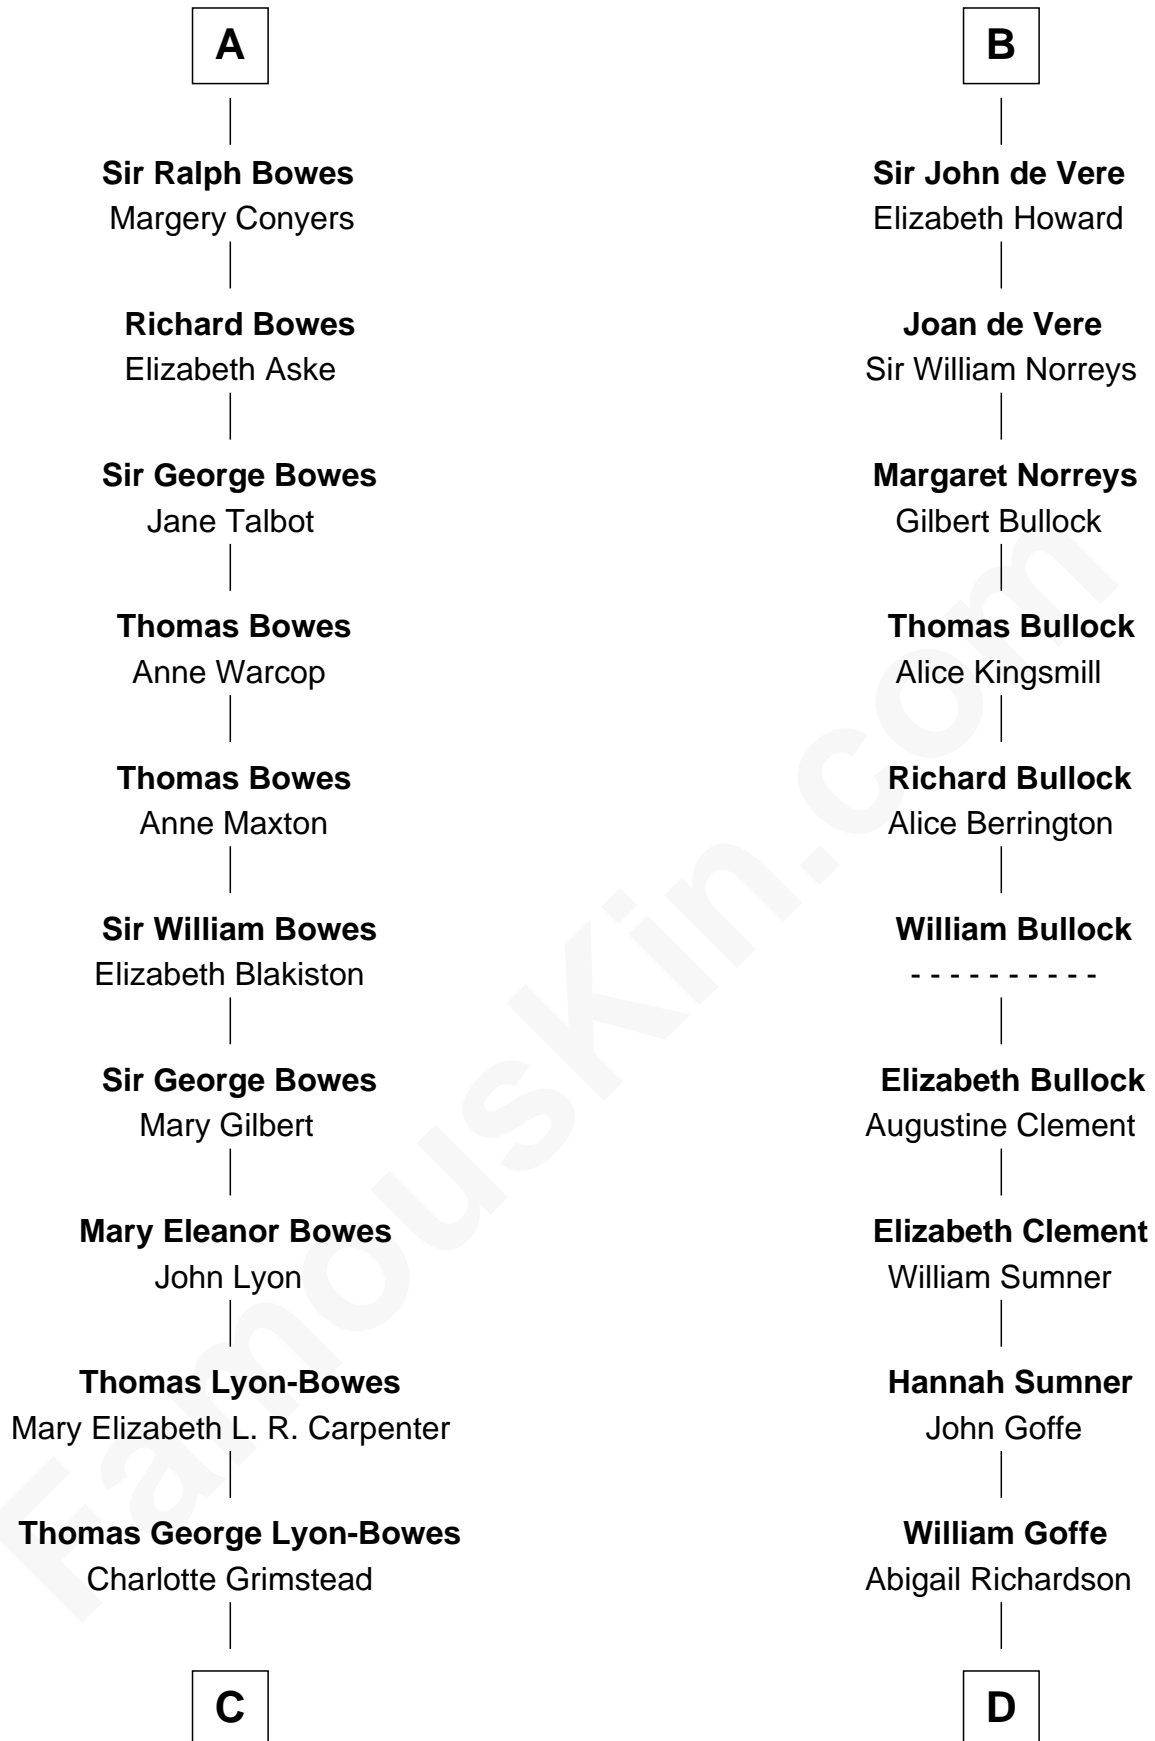 A
Sir Ralph Bowes
Margery Conyers
Richard Bowes
Elizabeth Aske
Sir George Bowes
Jane Talbot
Thomas Bowes
Anne Warcop
Thomas Bowes
Anne Maxton
Sir William Bowes
Elizabeth Blakiston
Sir George Bowes
Mary Gilbert
Mary Eleanor Bowes
John Lyon
Thomas Lyon-Bowes
Mary Elizabeth L. R. Carpenter
Thomas George Lyon-Bowes
Charlotte Grimstead
C
B
Sir John de Vere
Elizabeth Howard
Joan de Vere
Sir William Norreys
Margaret Norreys
Gilbert Bullock
Thomas Bullock
Alice Kingsmill
Richard Bullock
Alice Berrington
William Bullock
- - - - - - - - - -
Elizabeth Bullock
Augustine Clement
Elizabeth Clement
William Sumner
Hannah Sumner
John Goffe
William Goffe
Abigail Richardson
D
FamousKin.com